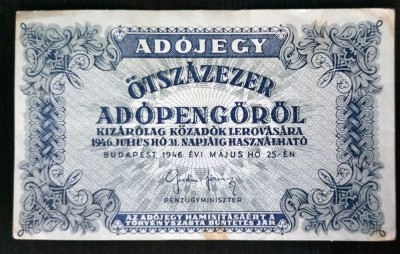 ADÓJEGY
ÖTSZÁZEZER
ADÓPENGŐRŐL
KIZÁRÓLAG KÖZADÓK LEROVÁSÁRA
1946. JULIUS HÓ 31. NAPJÁIG HASZNÁLHATÓ
BUDAPEST, 1946. ÉVI MÁJUS HÓ 25-ÉN.
PÉNZÜGYMINISZTER
AZ ADÓJEGY HAMISÍTÁSÁÉRT A
TÖRVÉNYSZABTA BÜNTETÉS JÁR